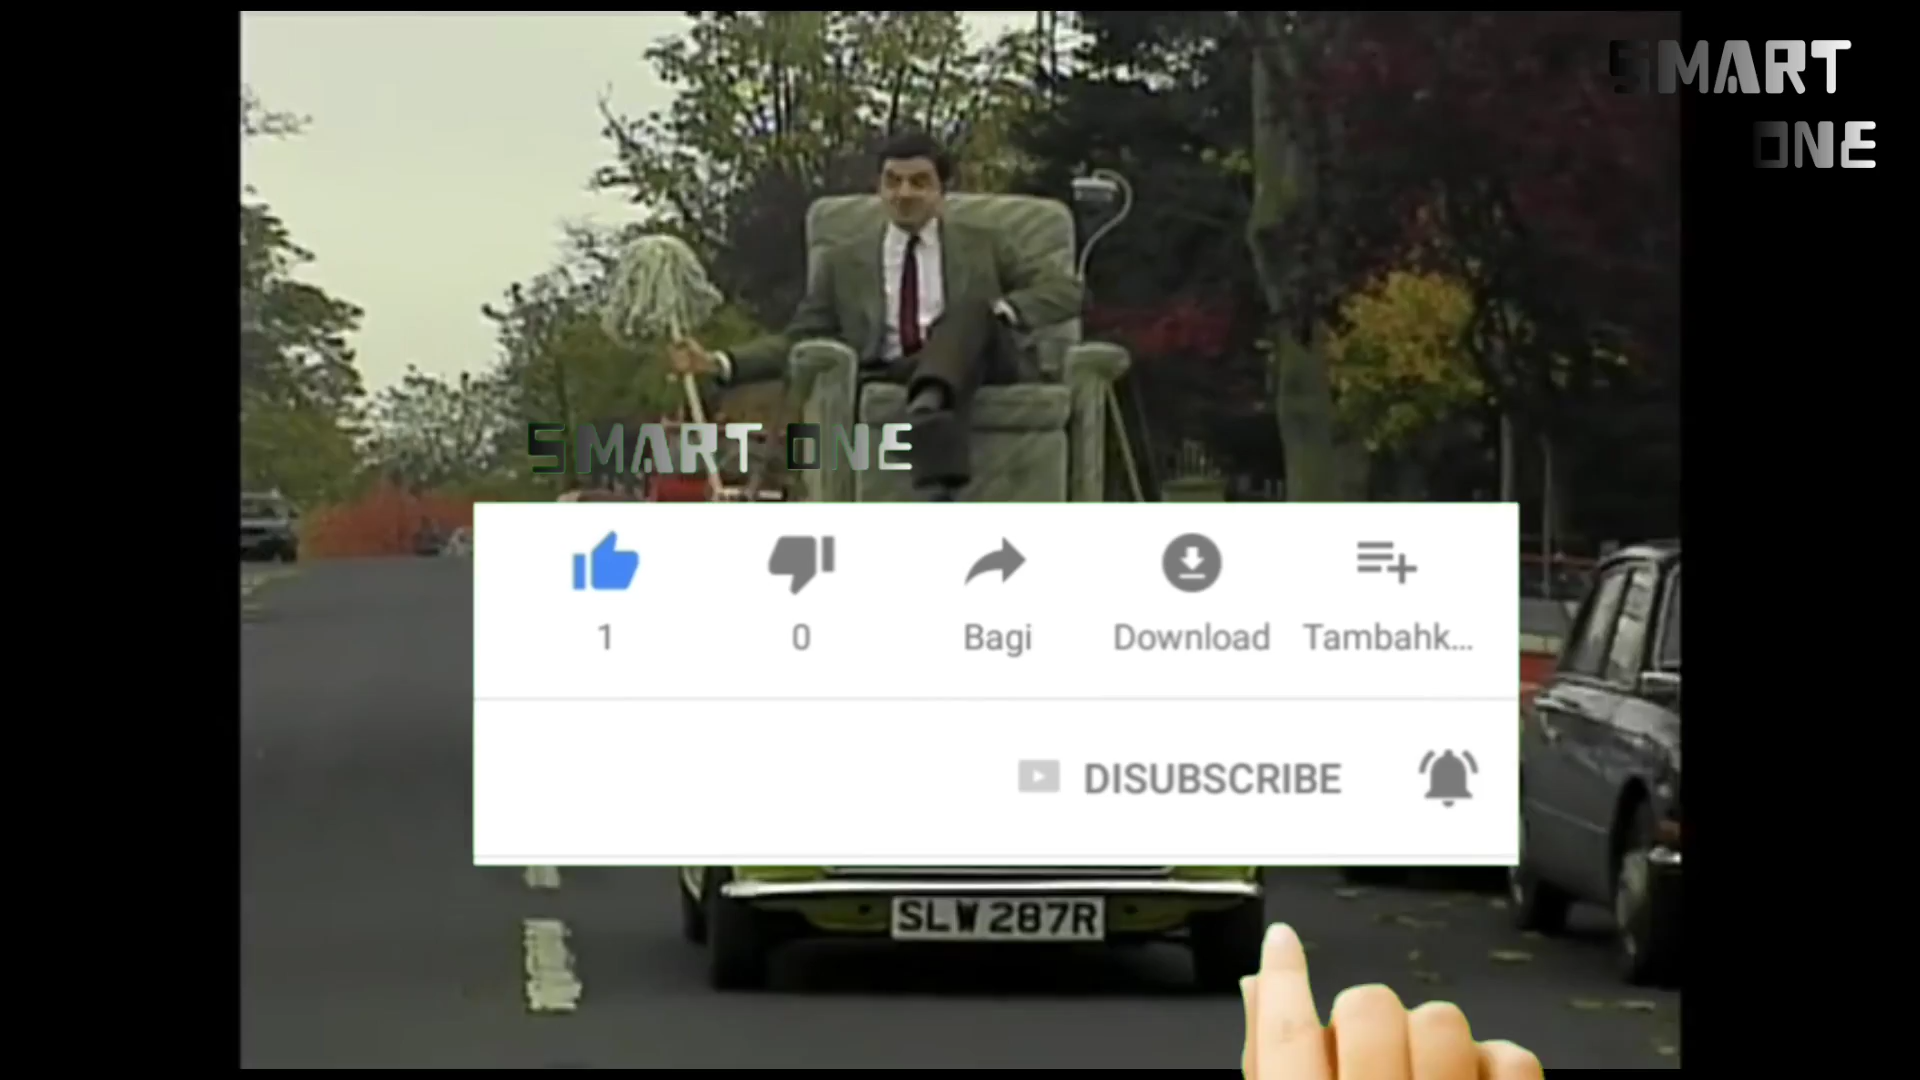 SMART
ONE
SMART ONE
1
0
Bagi
Download
Tambahk...
DISUBSCRIBE
SLW 287R